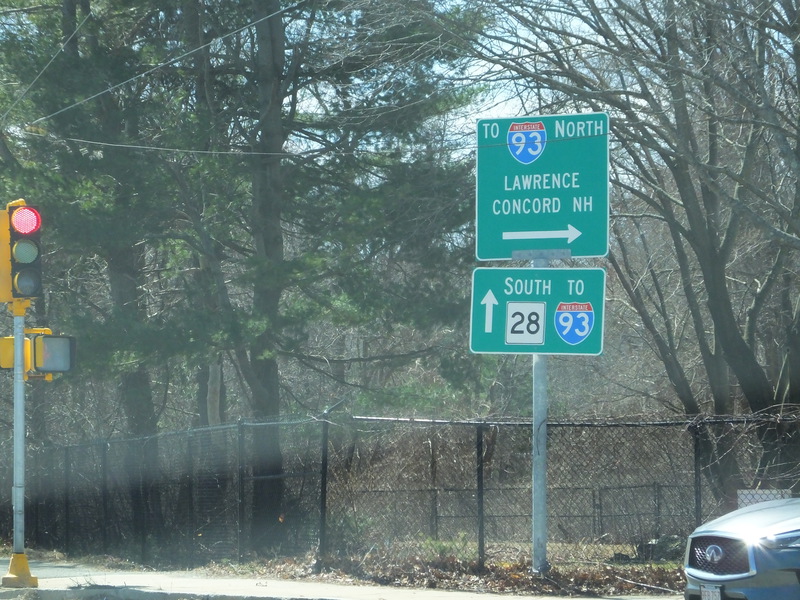 TO INTERSTATE 93 NORTH
LAWRENCE
CONCORD NH
SOUTH TO
28 INTERSTATE 93